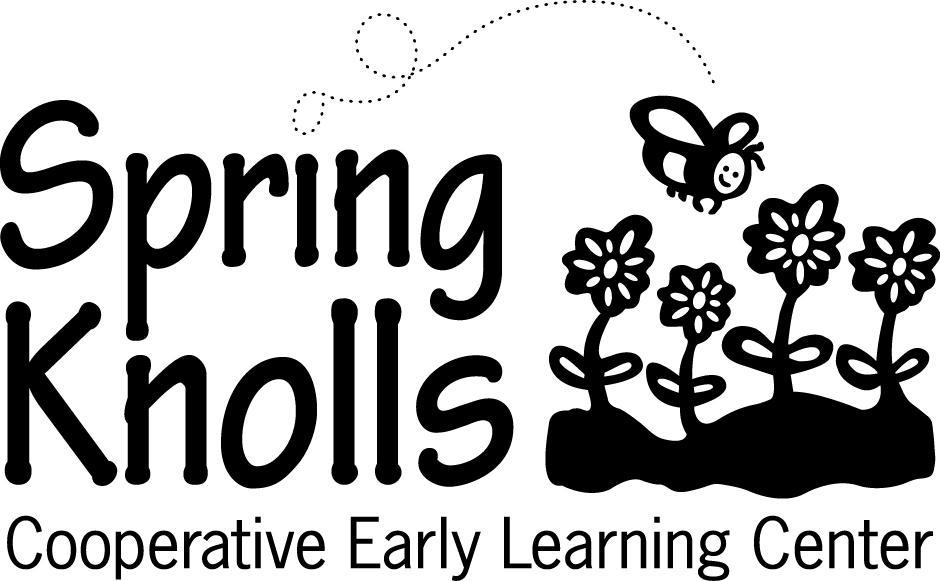 Spring
Knolls
Cooperative Early Learning Center